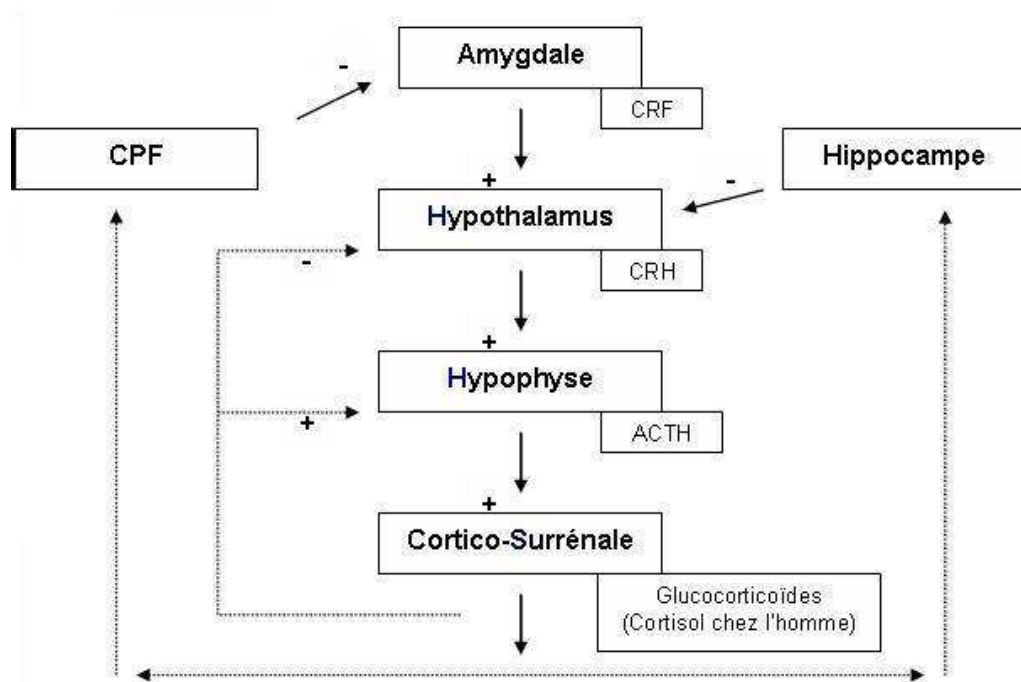 Amygdale
-
CRF
CPF
Hippocampe
+
-
Hypothalamus
-
CRH
+
Hypophyse
+
ACTH
+
Cortico-Surrénale
Glucocorticoïdes
(Cortisol chez l'homme)